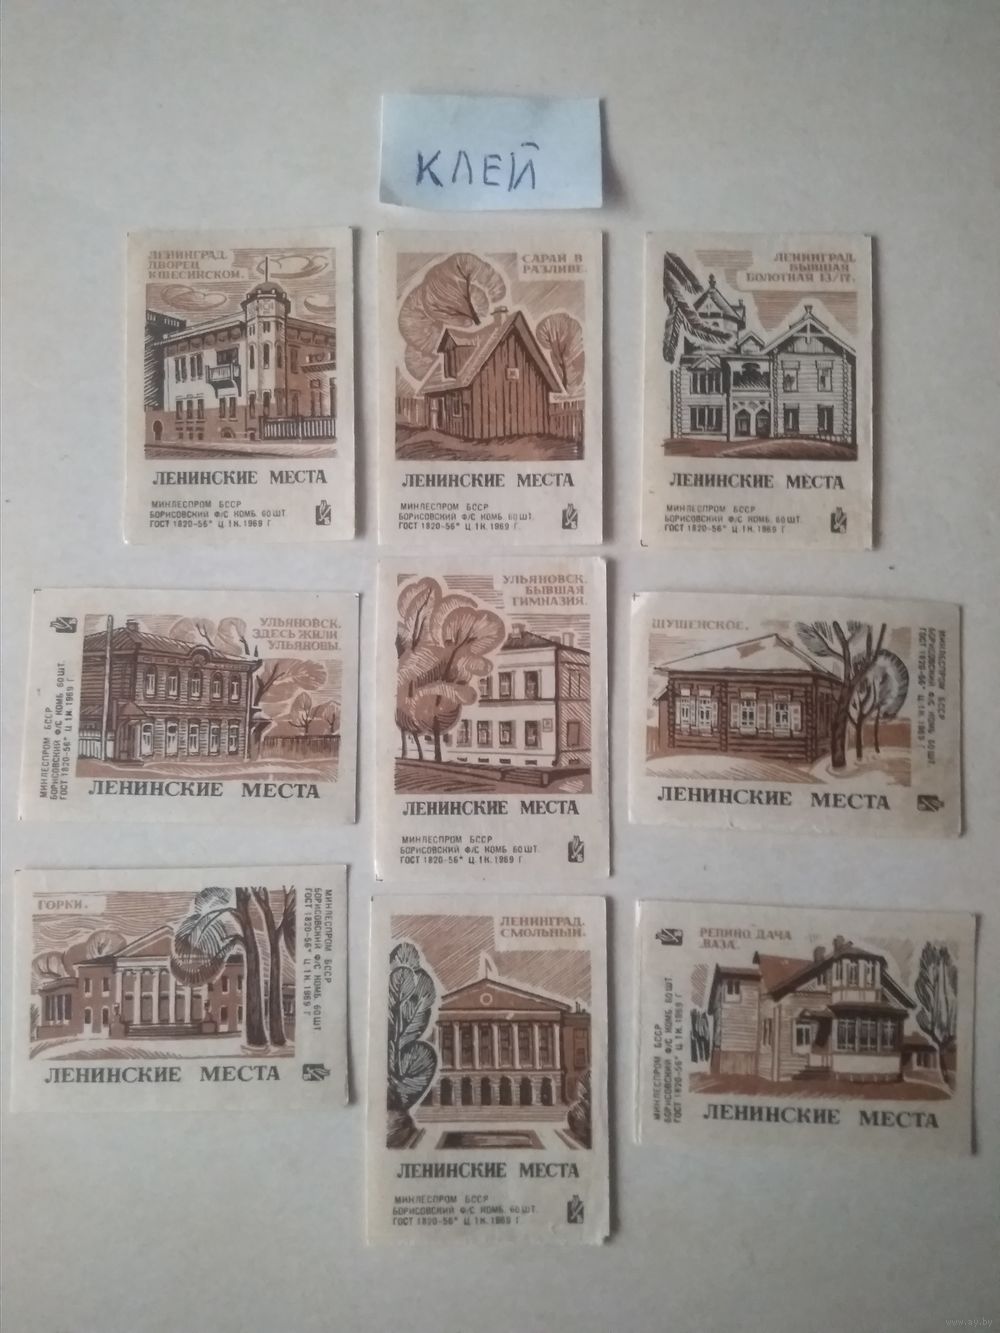 КЛЕЙ
ЛЕНИНГРАД.
ДВОРЕЦ
КШЕСИНСКОЙ.
ЛЕНИНСКИЕ МЕСТА
МИНЛЕСПРОМ БССР
БОРИСОВСКИЙ Ф/С КОМБ. 60 ШТ.
ГОСТ 1820-56* Ц. 1 К. 1969 Г.
САРАЙ В
РАЗЛИВЕ.
ЛЕНИНСКИЕ МЕСТА
МИНЛЕСПРОМ БССР
БОРИСОВСКИЙ Ф/С КОМБ. 60 ШТ.
ГОСТ 1820-56* Ц. 1 К. 1969 Г.
ЛЕНИНГРАД.
БЫВШАЯ
БОЛОТНАЯ 13/17.
ЛЕНИНСКИЕ МЕСТА
МИНЛЕСПРОМ БССР
БОРИСОВСКИЙ Ф/С КОМБ. 60 ШТ.
ГОСТ 1820-56* Ц. 1 К. 1969 Г.
УЛЬЯНОВСК.
ЗДЕСЬ ЖИЛИ
УЛЬЯНОВЫ.
ЛЕНИНСКИЕ МЕСТА
МИНЛЕСПРОМ БССР
БОРИСОВСКИЙ Ф/С КОМБ. 60 ШТ.
ГОСТ 1820-56* Ц. 1 К. 1969 Г
УЛЬЯНОВСК.
БЫВШАЯ
ГИМНАЗИЯ.
ЛЕНИНСКИЕ МЕСТА
МИНЛЕСПРОМ БССР
БОРИСОВСКИЙ Ф/С КОМБ. 60 ШТ.
ГОСТ 1820-56* Ц. 1 К. 1969 Г
ШУШЕНСКОЕ.
ЛЕНИНСКИЕ МЕСТА
МИНЛЕСПРОМ БССР
БОРИСОВСКИЙ Ф/С КОМБ. 60 ШТ
ГОСТ 1820-56* Ц. 1 К. 1969 Г
ГОРКИ.
ЛЕНИНСКИЕ МЕСТА
МИНЛЕСПРОМ БССР
БОРИСОВСКИЙ Ф/С КОМБ. 60 ШТ
ГОСТ 1820-56* Ц. 1 К. 1969 Г
ЛЕНИНГРАД.
СМОЛЬНЫЙ.
ЛЕНИНСКИЕ МЕСТА
МИНЛЕСПРОМ БССР
БОРИСОВСКИЙ Ф/С КОМБ. 60 ШТ
ГОСТ 1820-56* Ц. 1 К. 1969 Г
РЕПИНО ДАЧА
„ВАЗА.
ЛЕНИНСКИЕ МЕСТА
МИНЛЕСПРОМ БССР
БОРИСОВСКИЙ Ф/С КОМБ. 60 ШТ
ГОСТ 1820-56* Ц. 1 К. 1969 Г
www.ay.by